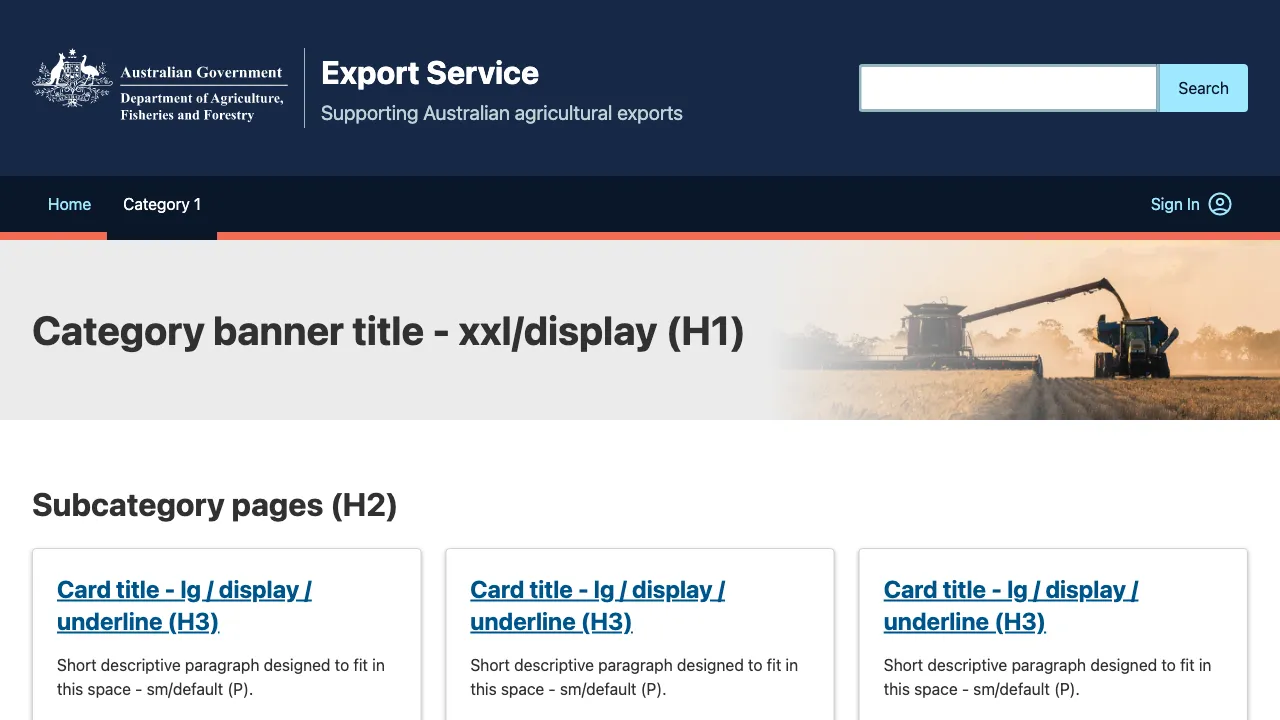 Australian Government
Department of Agriculture,
Fisheries and Forestry
Export Service
Supporting Australian agricultural exports
Search
Home
Category 1
Sign In
Category banner title - xxl/display (H1)
Subcategory pages (H2)
Card title - lg / display /
underline (H3)
Short descriptive paragraph designed to fit in
this space - sm/default (P).
Card title - lg / display /
underline (H3)
Short descriptive paragraph designed to fit in
this space - sm/default (P).
Card title - lg / display /
underline (H3)
Short descriptive paragraph designed to fit in
this space - sm/default (P).